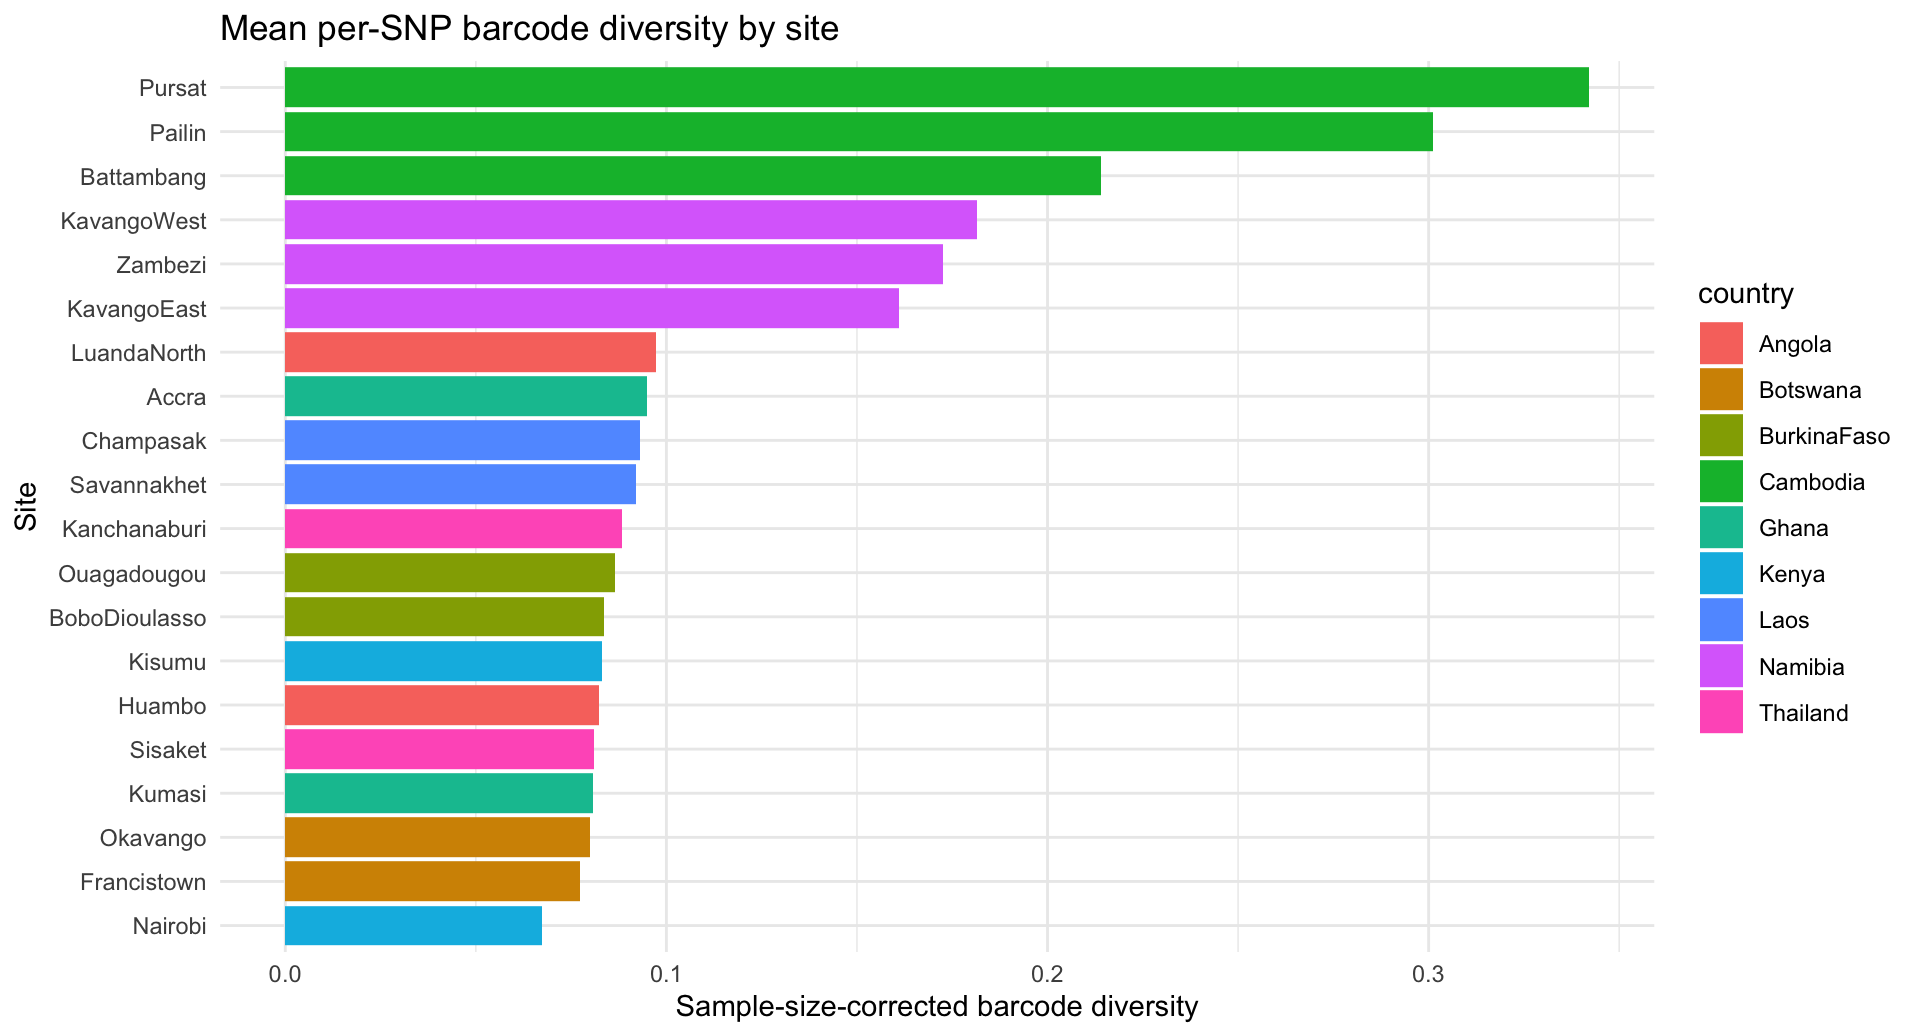 Mean per-SNP barcode diversity by site
Pursat
Pailin
Battambang
KavangoWest
Zambezi
KavangoEast
LuandaNorth
Accra
Champasak
Savannakhet
Kanchanaburi
Ouagadougou
BoboDioulasso
Kisumu
Huambo
Sisaket
Kumasi
Okavango
Francistown
Nairobi
Site
0.0 0.1 0.2 0.3
Sample-size-corrected barcode diversity
country
Angola
Botswana
BurkinaFaso
Cambodia
Ghana
Kenya
Laos
Namibia
Thailand